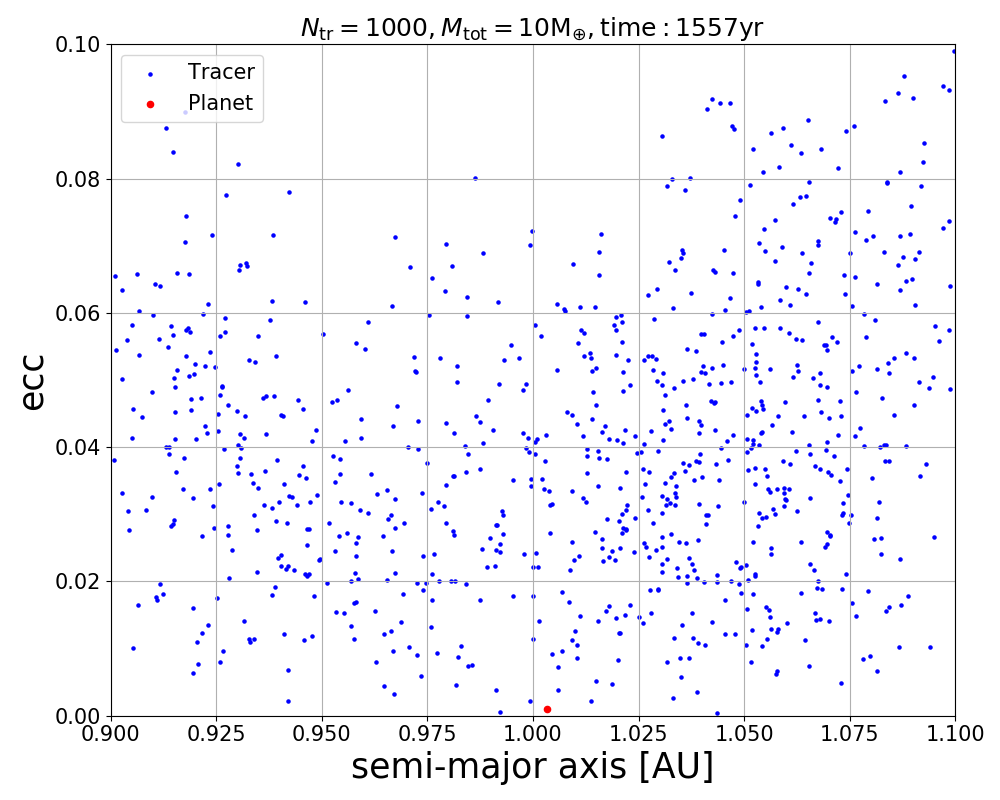 N_tr = 1000, M_tot = 10M_⊕, time : 1557yr
Tracer
Planet
ecc
0.10
0.08
0.06
0.04
0.02
0.00
0.900 0.925 0.950 0.975 1.000 1.025 1.050 1.075 1.100
semi-major axis [AU]